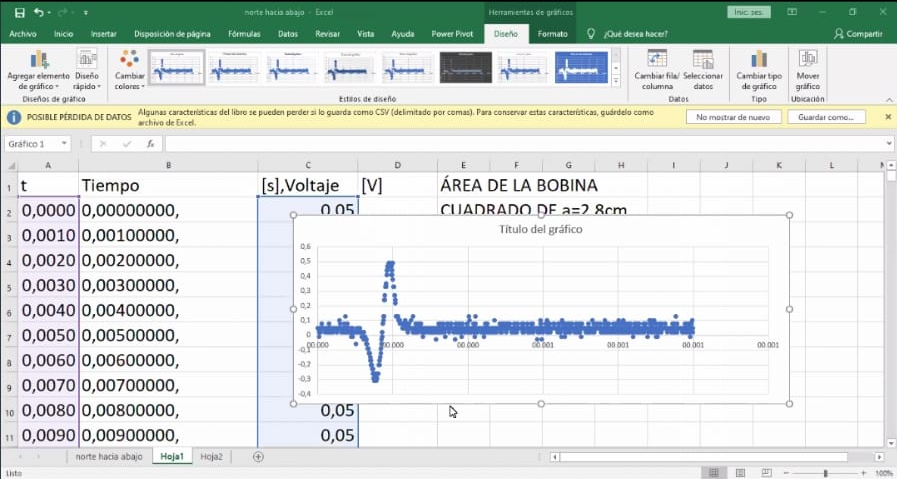 norte hacia abajo - Excel
Herramientas de gráficos
Inic. ses.
Archivo Inicio Insertar Disposición de página Fórmulas Datos Revisar Vista Ayuda Power Pivot Diseño Formato ¿Qué desea hacer? Compartir
Agregar elemento de gráfico
Diseño rápido
Cambiar colores
Cambiar fila/ columna
Seleccionar datos
Cambiar tipo de gráfico
Mover gráfico
Diseños de gráfico
Estilos de diseño
Datos
Tipo
Ubicación
POSIBLE PÉRDIDA DE DATOS Algunas características del libro se pueden perder si lo guarda como CSV (delimitado por comas). Para conservar estas características, guárdelo como
archivo de Excel.
No mostrar de nuevo
Guardar como...
Gráfico 1
fx
A B C D E F G H I J K L
1 t Tiempo [s],Voltaje [V] ÁREA DE LA BOBINA
2 0,0000 0,00000000, 0,05 CUADRADO DE a=2,8cm
3 0,0010 0,00100000,
4 0,0020 0,00200000,
5 0,0030 0,00300000,
6 0,0040 0,00400000,
7 0,0050 0,00500000,
8 0,0060 0,00600000,
9 0,0070 0,00700000,
10 0,0080 0,00800000, 0,05
11 0,0090 0,00900000, 0,05
Título del gráfico
0,6
0,5
0,4
0,3
0,2
0,1
0
-0,1
-0,2
-0,3
-0,4
00.000 00.000 00.000 00.001 00.001 00.001 00.001
norte hacia abajo Hoja1 Hoja2
Listo
100%